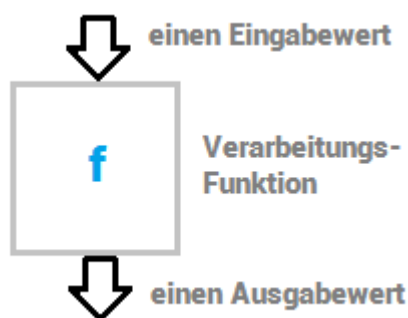 einen Eingabewert
f
Verarbeitungs-
Funktion
einen Ausgabewert